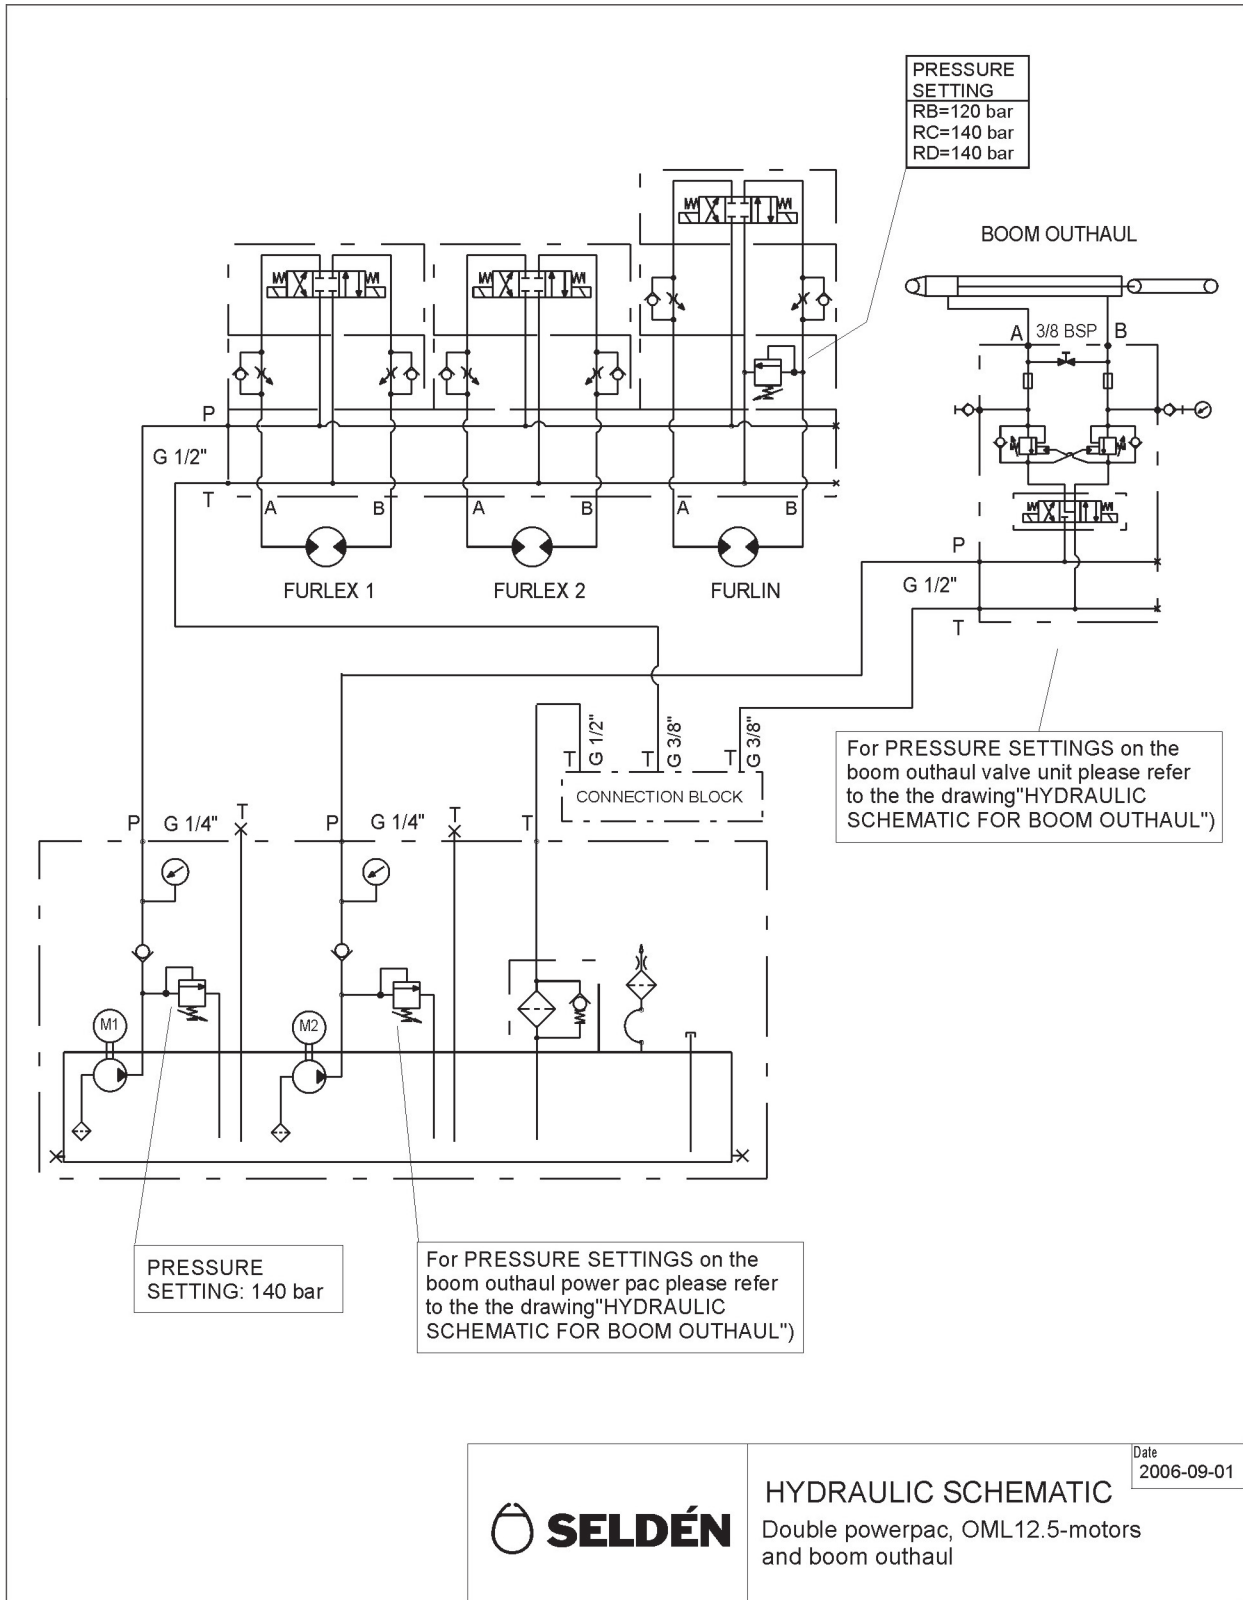 PRESSURE
SETTING
RB=120 bar
RC=140 bar
RD=140 bar
BOOM OUTHAUL
A
3/8 BSP
B
P
G 1/2"
T
A
B
A
B
A
B
FURLEX 1
FURLEX 2
FURLIN
P
G 1/2"
T
T
G 1/2"
T
G 3/8"
T
G 3/8"
CONNECTION BLOCK
For PRESSURE SETTINGS on the
boom outhaul valve unit please refer
to the the drawing"HYDRAULIC
SCHEMATIC FOR BOOM OUTHAUL")
P
G 1/4"
T
P
G 1/4"
T
T
M1
M2
PRESSURE
SETTING: 140 bar
For PRESSURE SETTINGS on the
boom outhaul power pac please refer
to the the drawing"HYDRAULIC
SCHEMATIC FOR BOOM OUTHAUL")
SELDÉN
HYDRAULIC SCHEMATIC
Double powerpac, OML12.5-motors
and boom outhaul
Date
2006-09-01